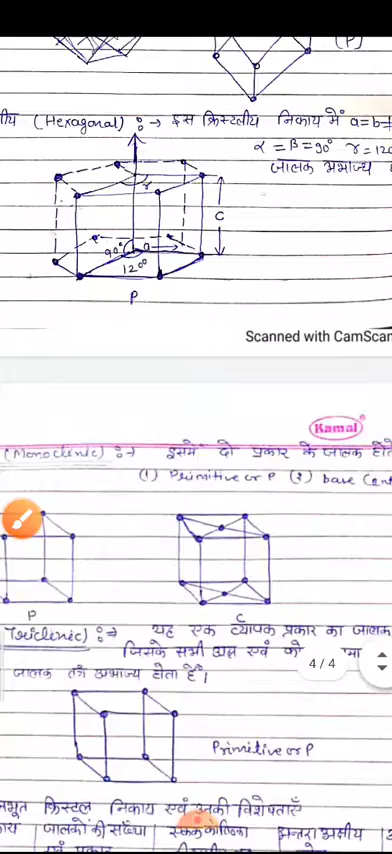 (P)
(Hexagonal) :→ इस क्रिस्टलीय निकाय में a=b≠
α = β = 90° γ = 120
जालक अभाज्य
γ
C
90° a
120°
P
Scanned with CamScan
Kamal
(Monoclinic) :→ इसमें दो प्रकार के जालक होते
(1) Primitive or P (2) base Cent
P
C
Triclinic) :→ यह एक व्यापक प्रकार का जालक
जिसके सभी अक्ष एवं को
4/4
जालक तंत्र अभाज्य होता है।
Primitive or P
भूत क्रिस्टल निकाय एवं उनकी विशेषताएँ
जालकों की संख्या